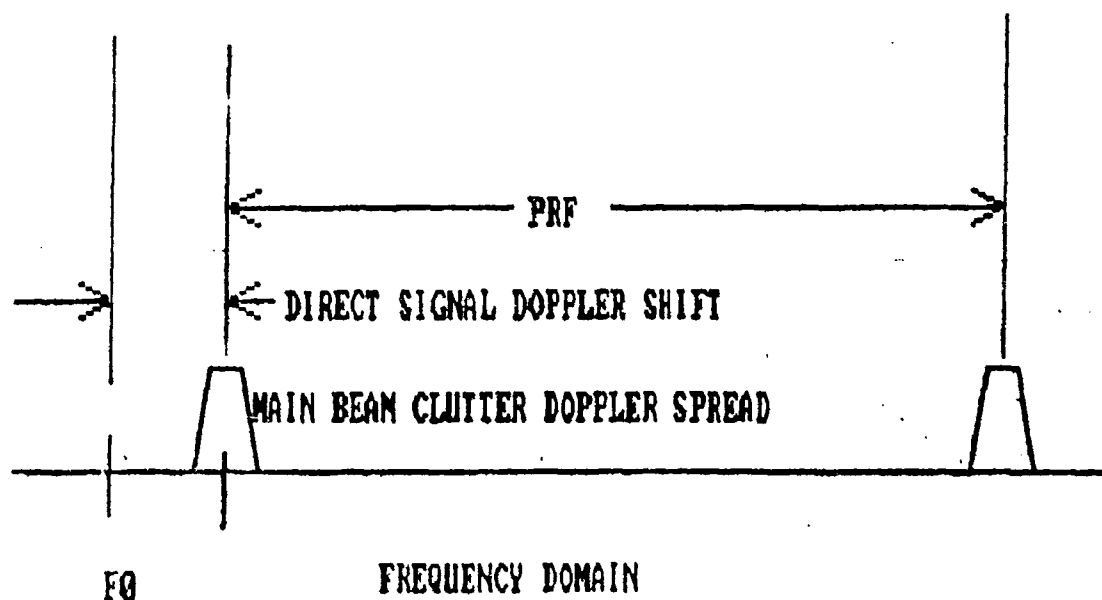 PRF
DIRECT SIGNAL DOPPLER SHIFT
MAIN BEAM CLUTTER DOPPLER SPREAD
F0
FREQUENCY DOMAIN